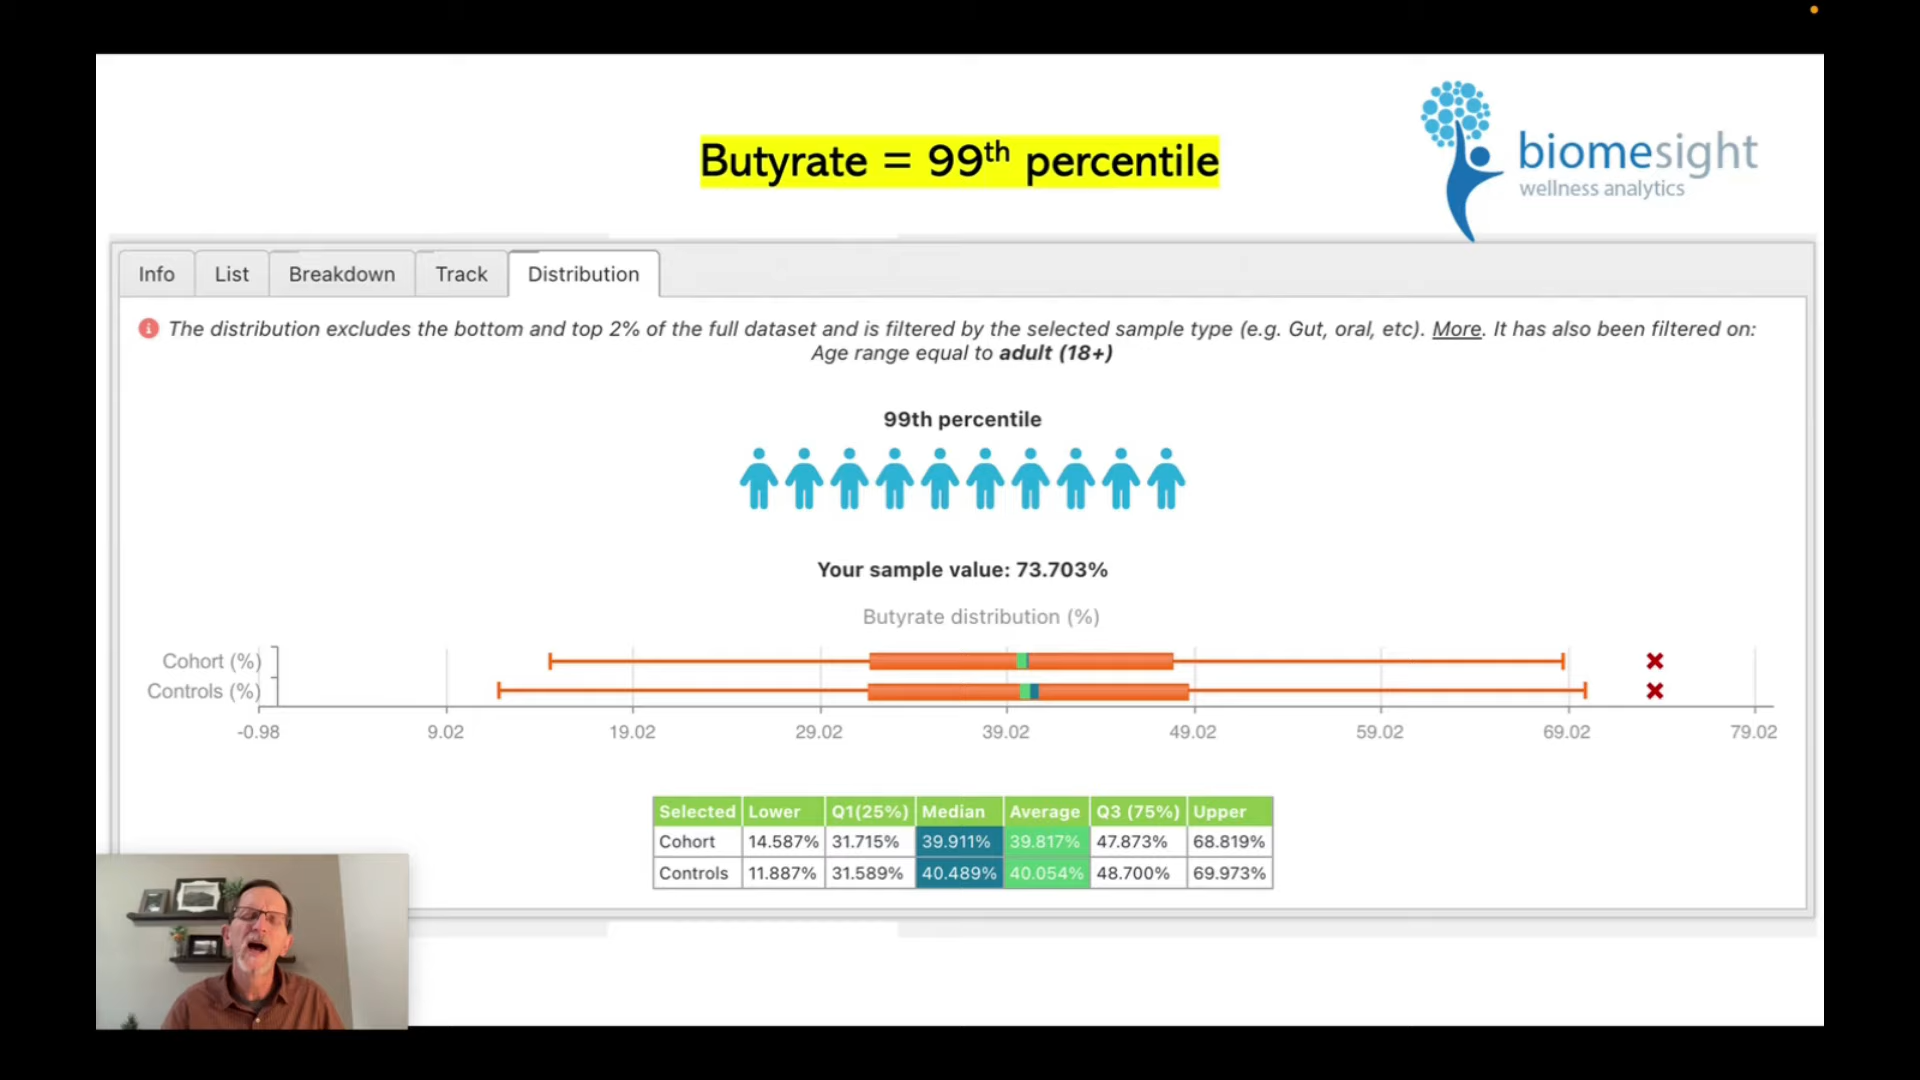 Butyrate = 99th percentile
biomesight
wellness analytics
Info List Breakdown Track Distribution
The distribution excludes the bottom and top 2% of the full dataset and is filtered by the selected sample type (e.g. Gut, oral, etc). More. It has also been filtered on:
Age range equal to adult (18+)
99th percentile
Your sample value: 73.703%
Butyrate distribution (%)
Cohort (%)
Controls (%)
-0.98 9.02 19.02 29.02 39.02 49.02 59.02 69.02 79.02
Selected Lower Q1(25%) Median Average Q3 (75%) Upper
Cohort 14.587% 31.715% 39.911% 39.817% 47.873% 68.819%
Controls 11.887% 31.589% 40.489% 40.054% 48.700% 69.973%